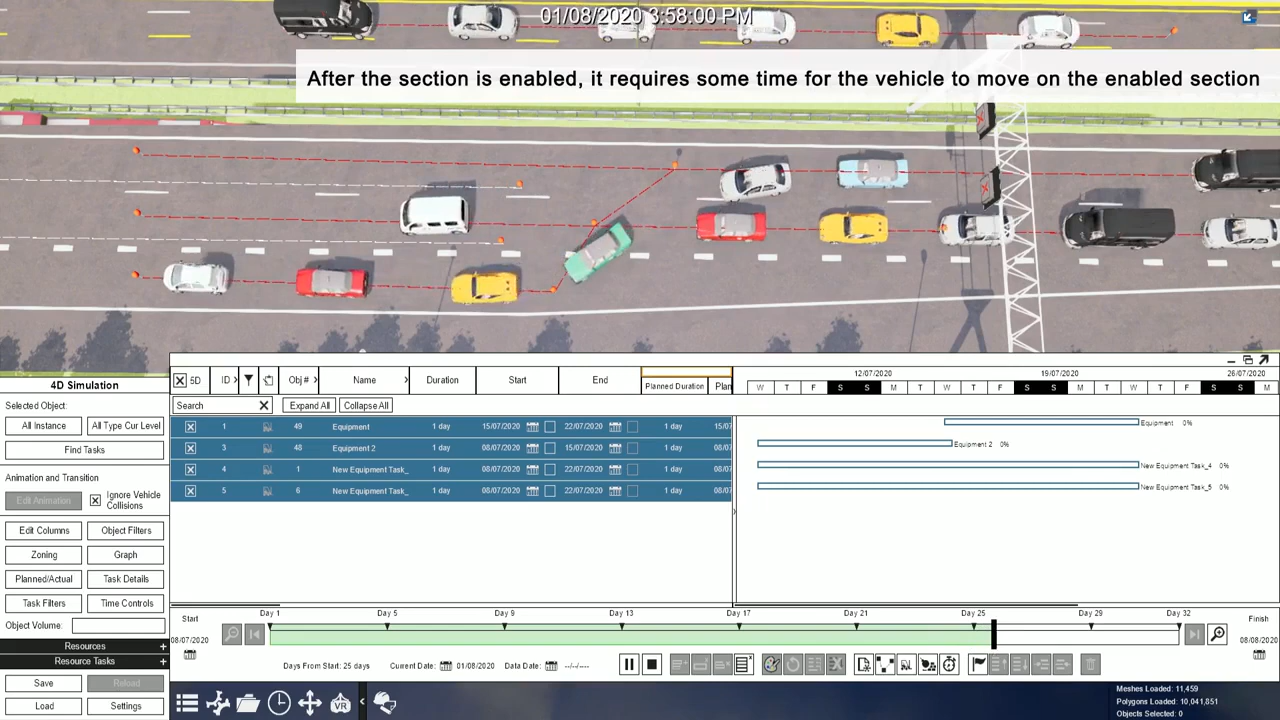 01/08/2020 3:58:00 PM
After the section is enabled, it requires some time for the vehicle to move on the enabled section
4D Simulation
Selected Object:
All Instance
All Type Cur Level
Find Tasks
Animation and Transition
Edit Animation
Ignore Vehicle Collisions
Edit Columns
Object Filters
Zoning
Graph
Planned/Actual
Task Details
Task Filters
Time Controls
Object Volume:
Resources +
Resource Tasks +
Save
Reload
Load
Settings
5D ID Obj # Name Duration Start End Planned Duration Plan
Search
Expand All
Collapse All
1 49 Equipment 1 day 15/07/2020 22/07/2020 1 day 15/07
3 48 Equipment 2 1 day 08/07/2020 15/07/2020 1 day 08/07
4 1 New Equipment Task_ 1 day 08/07/2020 22/07/2020 1 day 08/07
5 6 New Equipment Task_ 1 day 08/07/2020 22/07/2020 1 day 08/07
12/07/2020 19/07/2020 26/07/2020
W T F S S M T W T F S S M T W T F S S M
Equipment 0%
Equipment 2 0%
New Equipment Task_4 0%
New Equipment Task_5 0%
Start
08/07/2020
Day 1 Day 5 Day 9 Day 13 Day 17 Day 21 Day 25 Day 29 Day 32
Finish
08/08/2020
Days From Start: 25 days Current Date: 01/08/2020 Data Date: --/--/----
VR
Meshes Loaded: 11,459
Polygons Loaded: 10,041,851
Objects Selected: 0